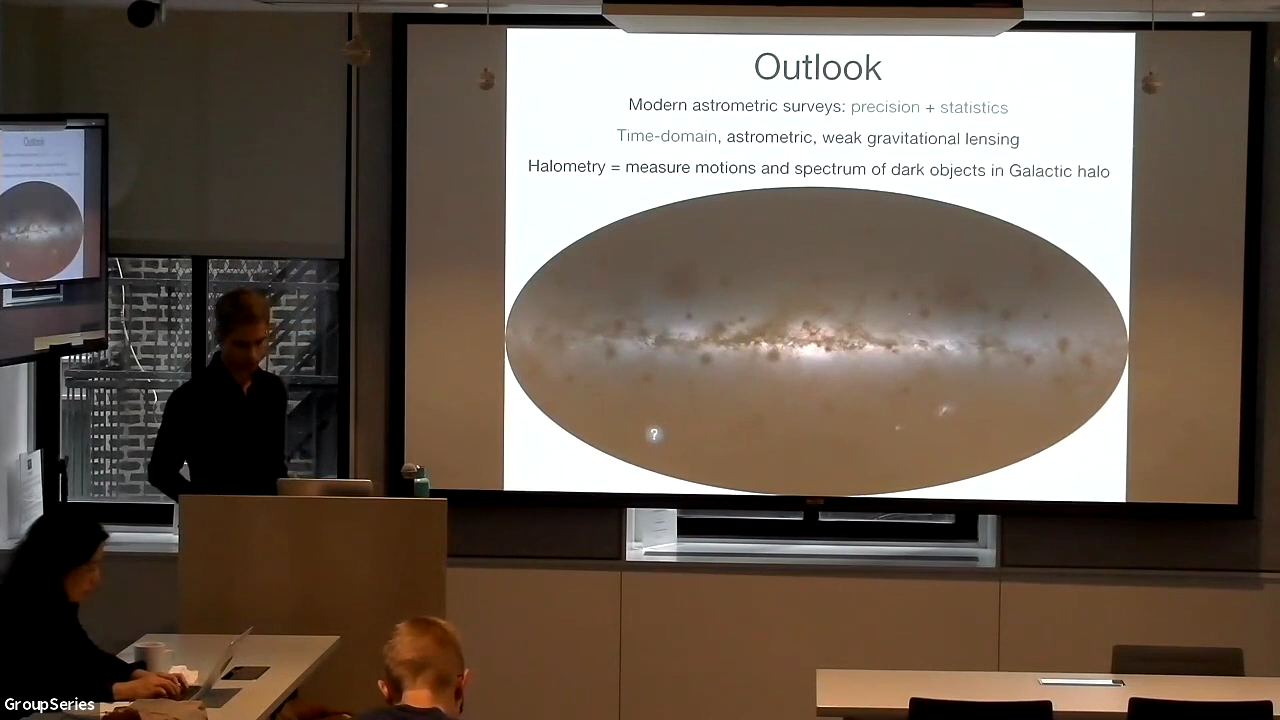 Outlook
Modern astrometric surveys: precision + statistics
Time-domain, astrometric, weak gravitational lensing
Halometry = measure motions and spectrum of dark objects in Galactic halo
?
Outlook
GroupSeries